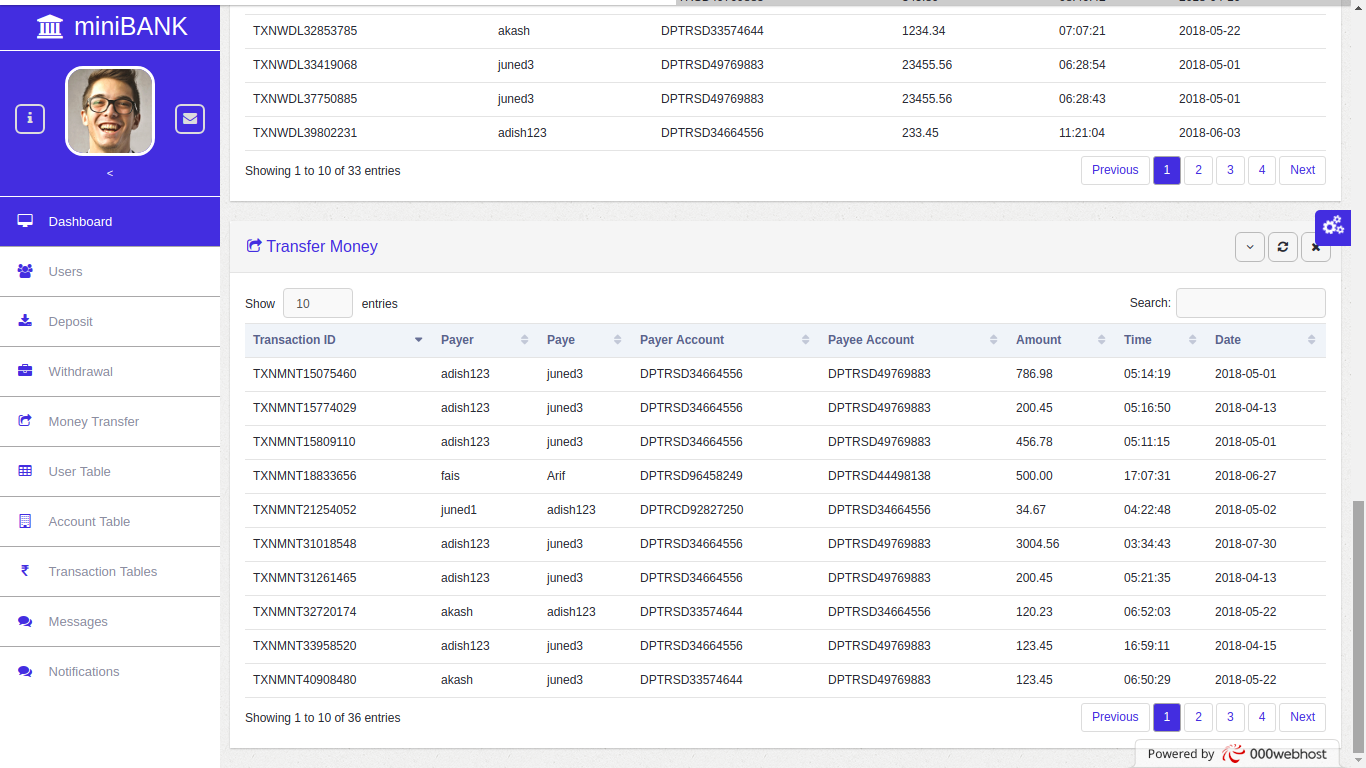 miniBANK
<
Dashboard
Users
Deposit
Withdrawal
Money Transfer
User Table
Account Table
Transaction Tables
Messages
Notifications
TXNWDL32853785 akash DPTRSD33574644 1234.34 07:07:21 2018-05-22
TXNWDL33419068 juned3 DPTRSD49769883 23455.56 06:28:54 2018-05-01
TXNWDL37750885 juned3 DPTRSD49769883 23455.56 06:28:43 2018-05-01
TXNWDL39802231 adish123 DPTRSD34664556 233.45 11:21:04 2018-06-03
Showing 1 to 10 of 33 entries Previous 1 2 3 4 Next
Transfer Money
Show 10 entries Search:
Transaction ID Payer Paye Payer Account Payee Account Amount Time Date
TXNMNT15075460 adish123 juned3 DPTRSD34664556 DPTRSD49769883 786.98 05:14:19 2018-05-01
TXNMNT15774029 adish123 juned3 DPTRSD34664556 DPTRSD49769883 200.45 05:16:50 2018-04-13
TXNMNT15809110 adish123 juned3 DPTRSD34664556 DPTRSD49769883 456.78 05:11:15 2018-05-01
TXNMNT18833656 fais Arif DPTRSD96458249 DPTRSD44498138 500.00 17:07:31 2018-06-27
TXNMNT21254052 juned1 adish123 DPTRCD92827250 DPTRSD34664556 34.67 04:22:48 2018-05-02
TXNMNT31018548 adish123 juned3 DPTRSD34664556 DPTRSD49769883 3004.56 03:34:43 2018-07-30
TXNMNT31261465 adish123 juned3 DPTRSD34664556 DPTRSD49769883 200.45 05:21:35 2018-04-13
TXNMNT32720174 akash adish123 DPTRSD33574644 DPTRSD34664556 120.23 06:52:03 2018-05-22
TXNMNT33958520 adish123 juned3 DPTRSD34664556 DPTRSD49769883 123.45 16:59:11 2018-04-15
TXNMNT40908480 akash juned3 DPTRSD33574644 DPTRSD49769883 123.45 06:50:29 2018-05-22
Showing 1 to 10 of 36 entries Previous 1 2 3 4 Next
Powered by 000webhost